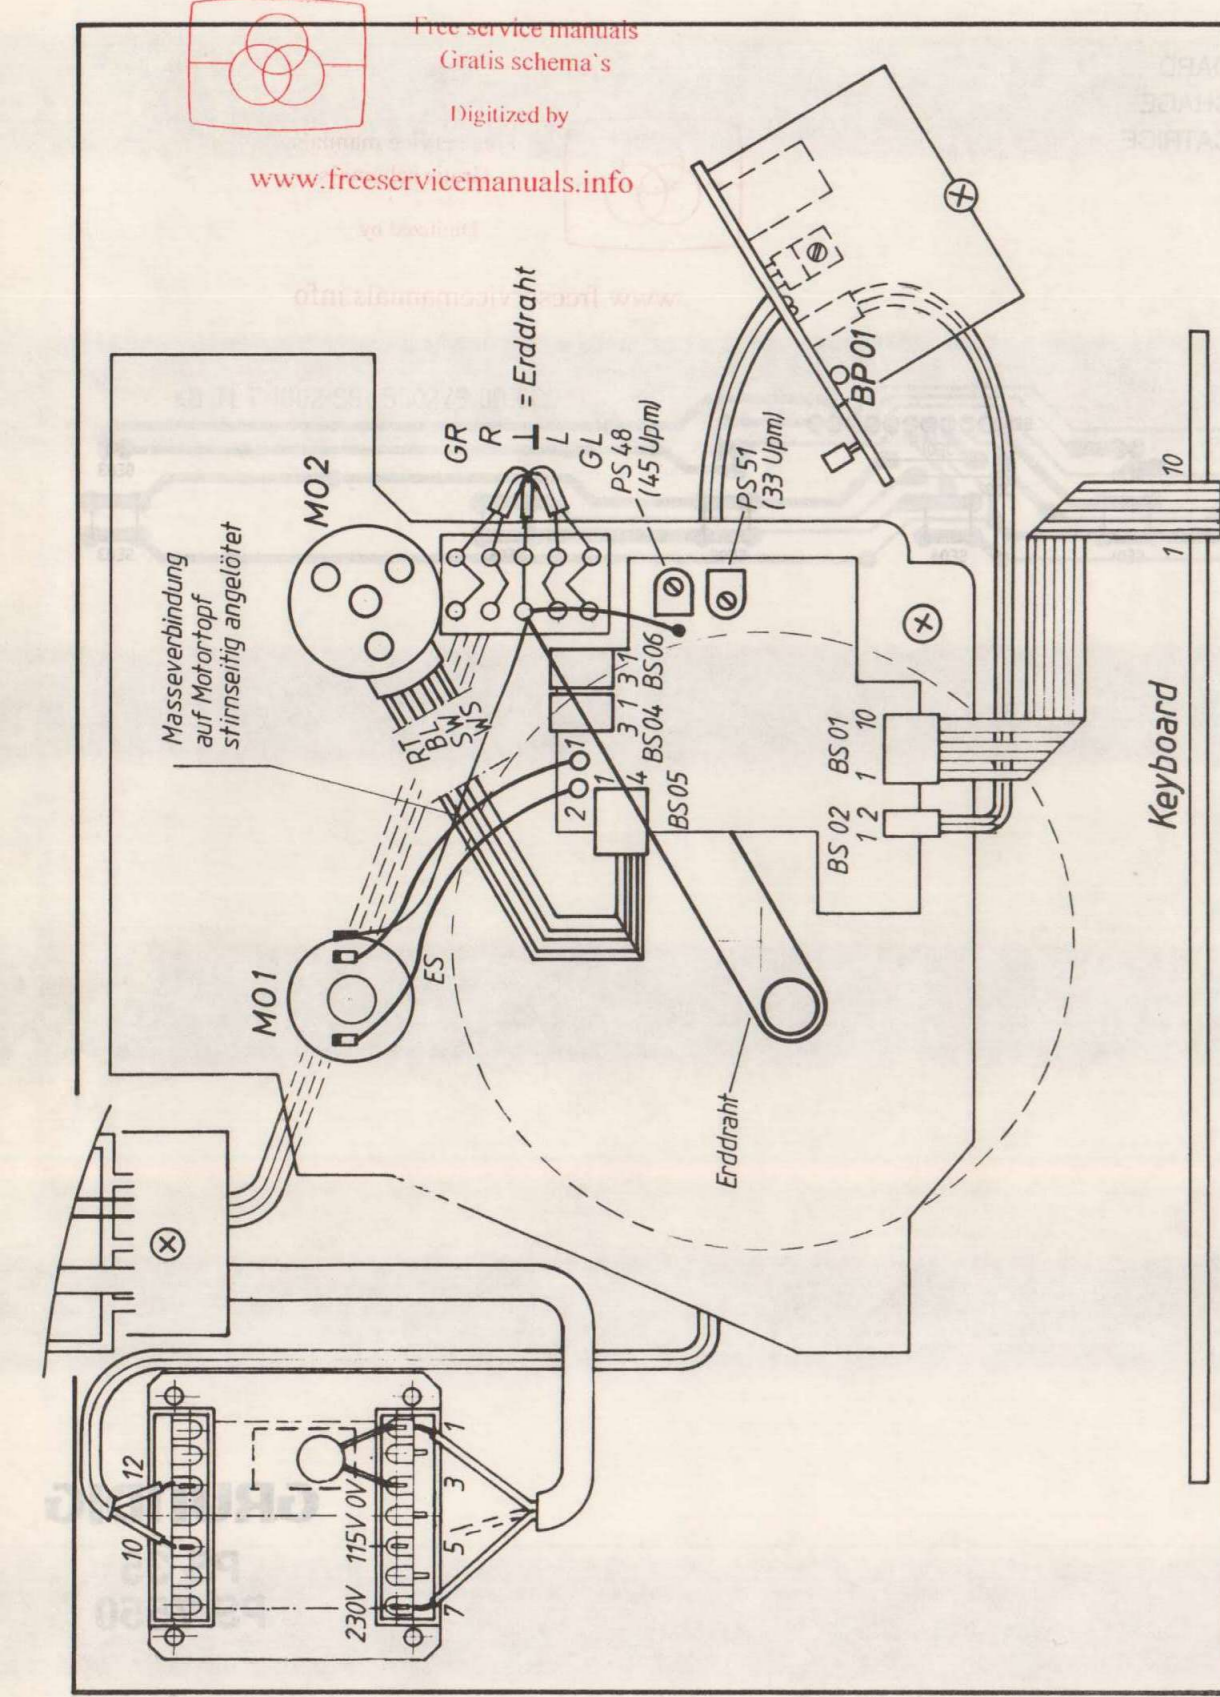 Free service manuals
Gratis schema`s
Digitized by
www.freeservicemanuals.info
MO2
GR
R
⊥ = Erddraht
L
GL
PS 48
(45 Upm)
PS 51
(33 Upm)
BP01
Masseverbindung
auf Motortopf
stirnseitig angelötet
RT
BL
SW
WS
3 1
BS06
3 1
BS04
1
2
1
4
BS05
BS01
1 10
BS 02
1 2
1 10
Keyboard
MO1
ES
Erddraht
10 12
230V 115V 0V
7 5 3 1
GRUNDIG